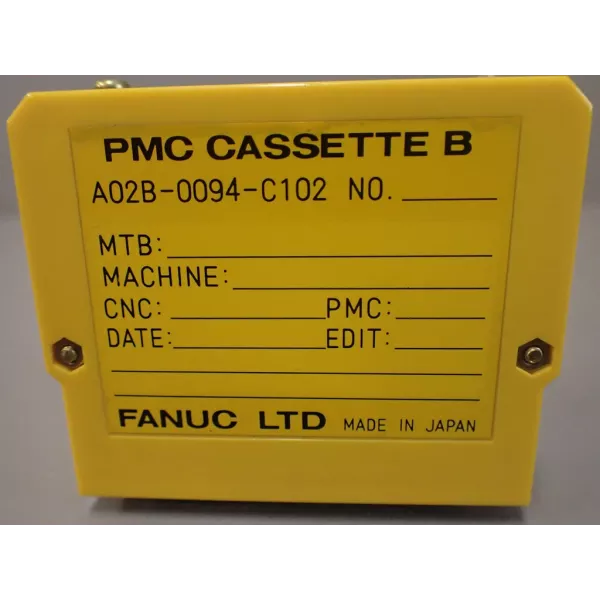 PMC CASSETTE B
A02B-0094-C102 NO.
MTB:
MACHINE:
CNC: PMC:
DATE: EDIT:
FANUC LTD MADE IN JAPAN